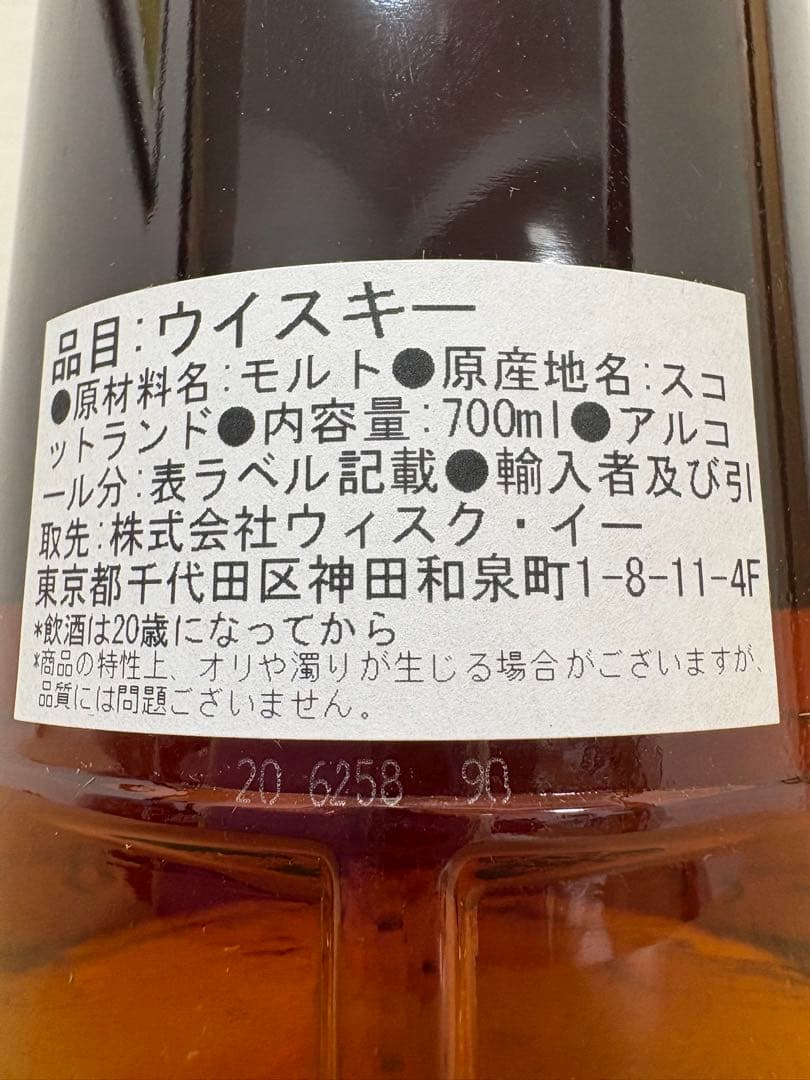 品目:ウイスキー
●原材料名:モルト●原産地名:スコ
ットランド●内容量:700ml●アルコ
ール分:表ラベル記載●輸入者及び引
取先:株式会社ウィスク・イー
東京都千代田区神田和泉町1-8-11-4F
*飲酒は20歳になってから
*商品の特性上、オリや濁りが生じる場合がございますが、
品質には問題ございません。
20 6258 90